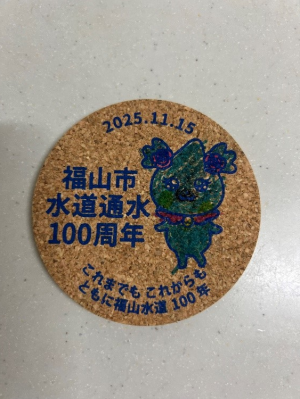 2025.11.15
福山市
水道通水
100周年
これまでも これからも
ともに福山水道 100年